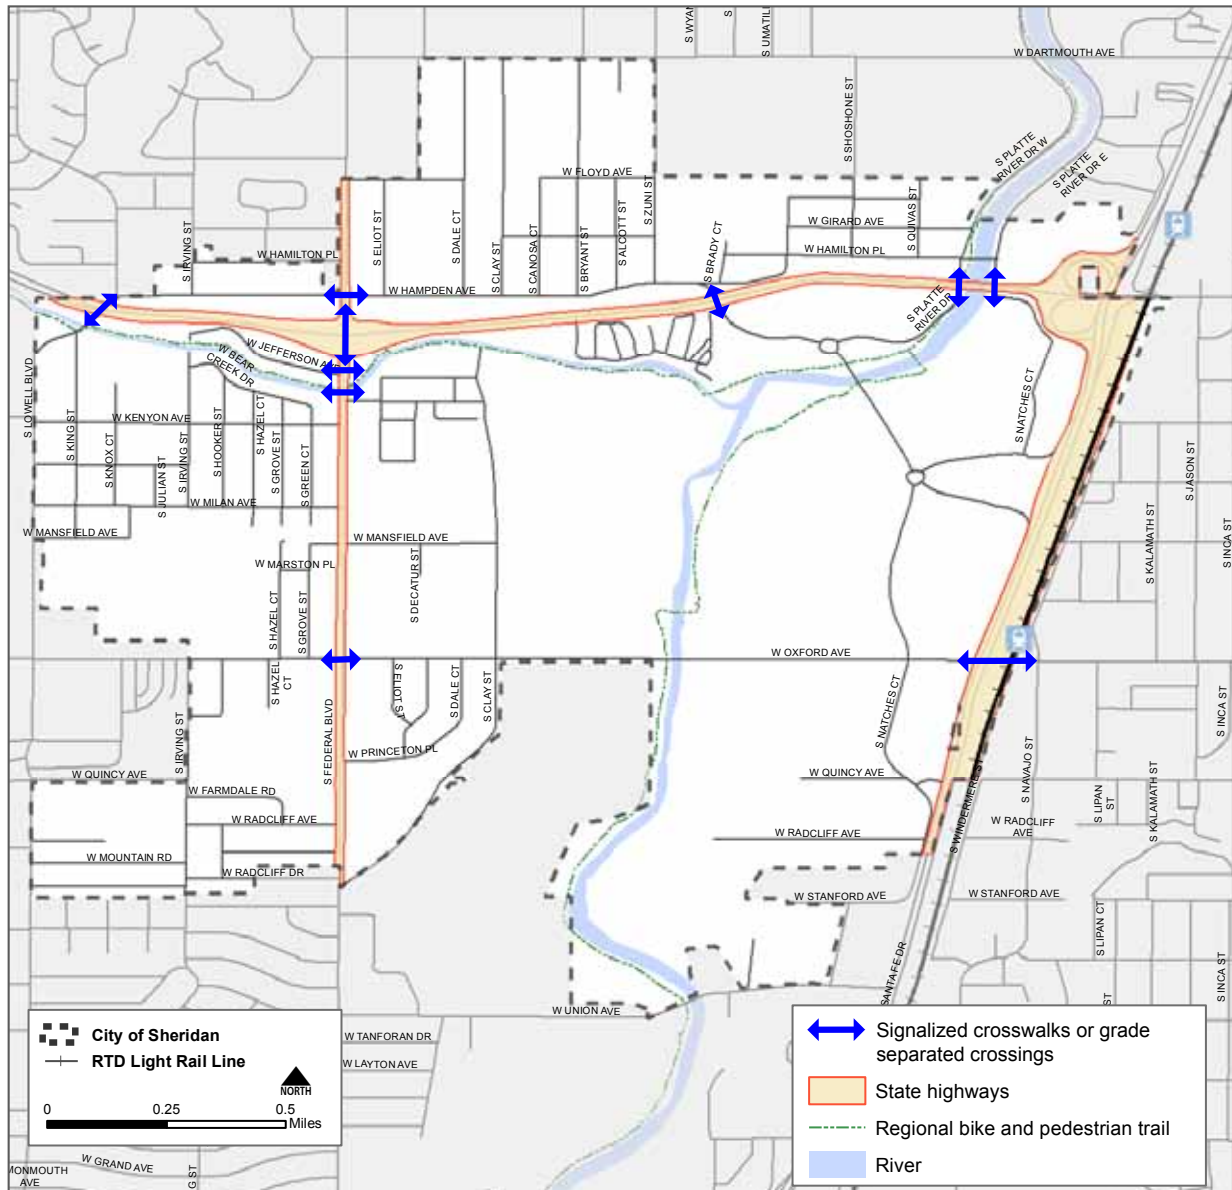 S WYAN
S
S UMATILL
W DARTMOUTH AVE
S SHOSHONE ST
S PLATTE
RIVER DR W
S PLATTE
RIVER DR E
W FLOYD AVE
S ZUNI ST
S IRVING ST
S ELIOT ST
S DALE CT
S CLAY ST
S CANOSA CT
S BRYANT ST
S ALCOTT ST
S BRADY CT
W GIRARD AVE
S QUIVAS ST
W HAMILTON PL
W HAMILTON PL
W HAMPDEN AVE
S PLATTE
RIVER DR
W JEFFERSON AVE
W BEAR
CREEK DR
S LOWELL BLVD
S KING ST
S KNOX CT
W KENYON AVE
S JULIAN ST
S IRVING ST
S HOOKER ST
S HAZEL CT
S GROVE ST
S GREEN CT
S NATCHES CT
S JASON ST
S KALAMATH ST
S INCA ST
W MILAN AVE
W MANSFIELD AVE
W MANSFIELD AVE
W MARSTON PL
S HAZEL CT
S GROVE ST
S DECATUR ST
W OXFORD AVE
S HAZEL
CT
S ELIOT ST
S DALE CT
S CLAY ST
S NATCHES CT
S IRVING ST
S FEDERAL BLVD
W PRINCETON PL
S INCA ST
W QUINCY AVE
W QUINCY AVE
S WINDERMERE ST
S NAVAJO ST
S LIPAN
ST
S KALAMATH ST
W FARMDALE RD
W RADCLIFF AVE
W RADCLIFF AVE
W RADCLIFF
AVE
W MOUNTAIN RD
W RADCLIFF DR
W STANFORD AVE
W STANFORD AVE
S LIPAN CT
S INCA ST
SANTA FE DR
ST
W UNION AVE
W TANFORAN DR
W LAYTON AVE
City of Sheridan
RTD Light Rail Line
NORTH
0 0.25 0.5
Miles
Signalized crosswalks or grade
separated crossings
State highways
Regional bike and pedestrian trail
River
MONMOUTH
AVE
W GRAND AVE
G ST